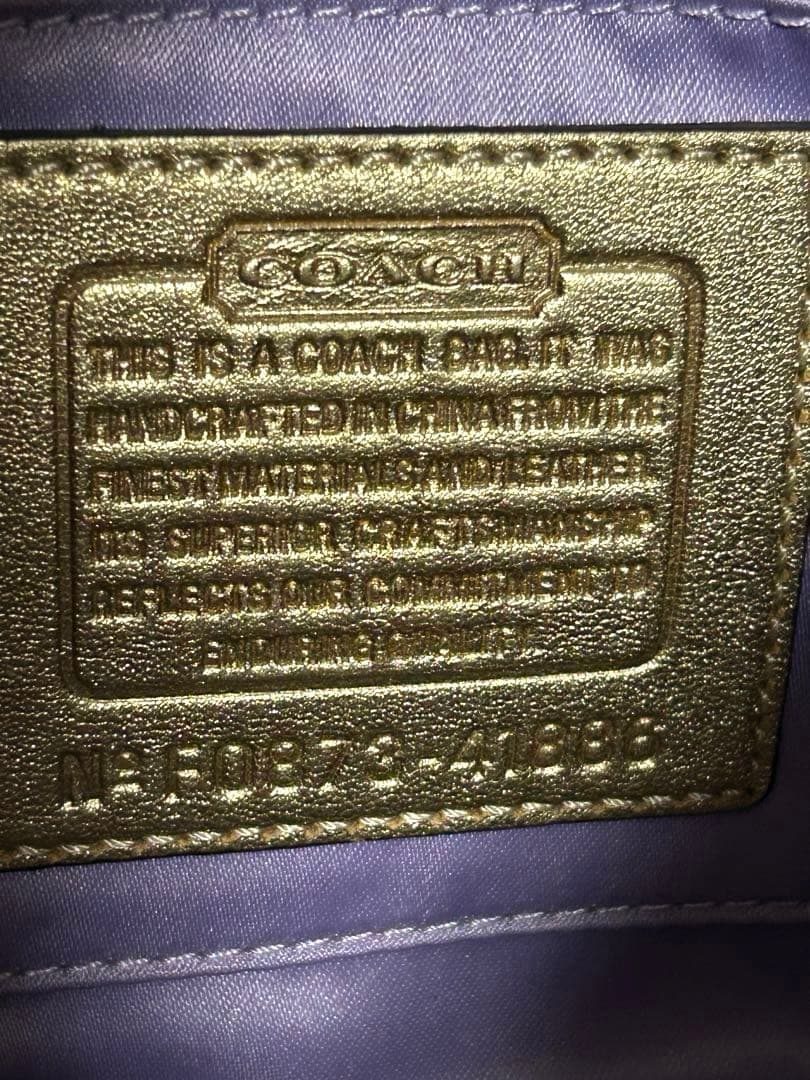 COACH
THIS IS A COACH BAG. IT WAS
HANDCRAFTED IN CHINA FROM THE
FINEST MATERIALS AND LEATHER.
ITS SUPERIOR CRAFTSMANSHIP
REFLECTS OUR COMMITMENT TO
ENDURING QUALITY.
Nº F0873-41886